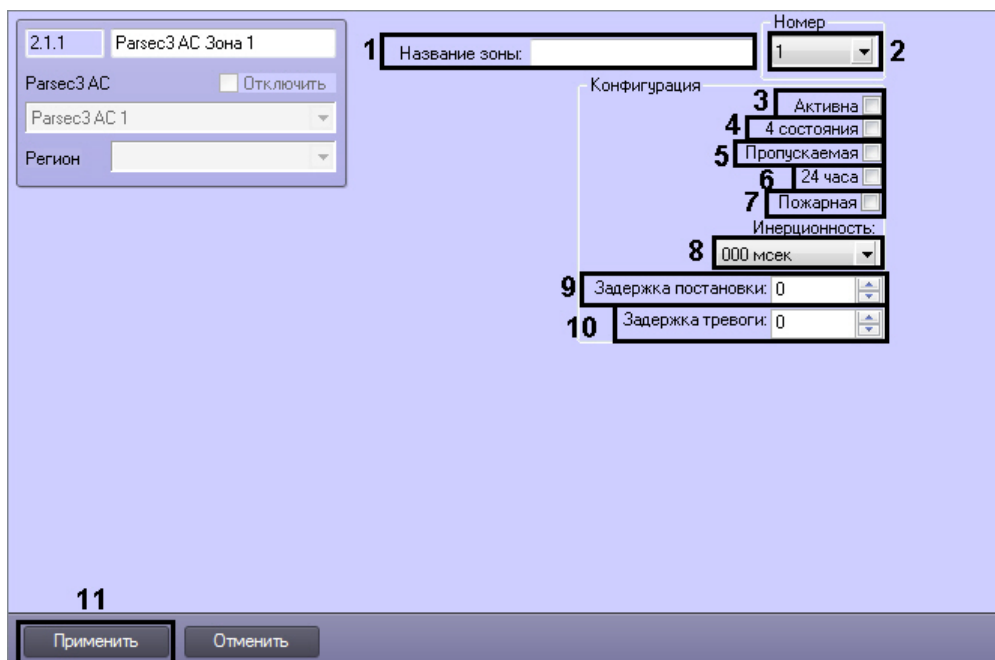 2.1.1 Parsec3 AC Зона 1
Parsec3 AC Отключить
Parsec3 AC 1
Регион
1 Название зоны:
Номер
1 2
Конфигурация
3 Активна
4 4 состояния
5 Пропускаемая
6 24 часа
7 Пожарная
Инерционность:
8 000 мсек
9 Задержка постановки: 0
10 Задержка тревоги: 0
11
Применить Отменить